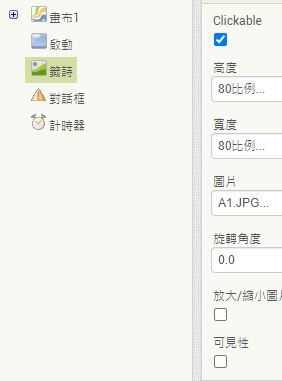 畫布1
啟動
籤詩
對話框
計時器
Clickable
高度
80比例...
寬度
80比例...
圖片
A1.JPG...
旋轉角度
0.0
放大/縮小圖片
可見性